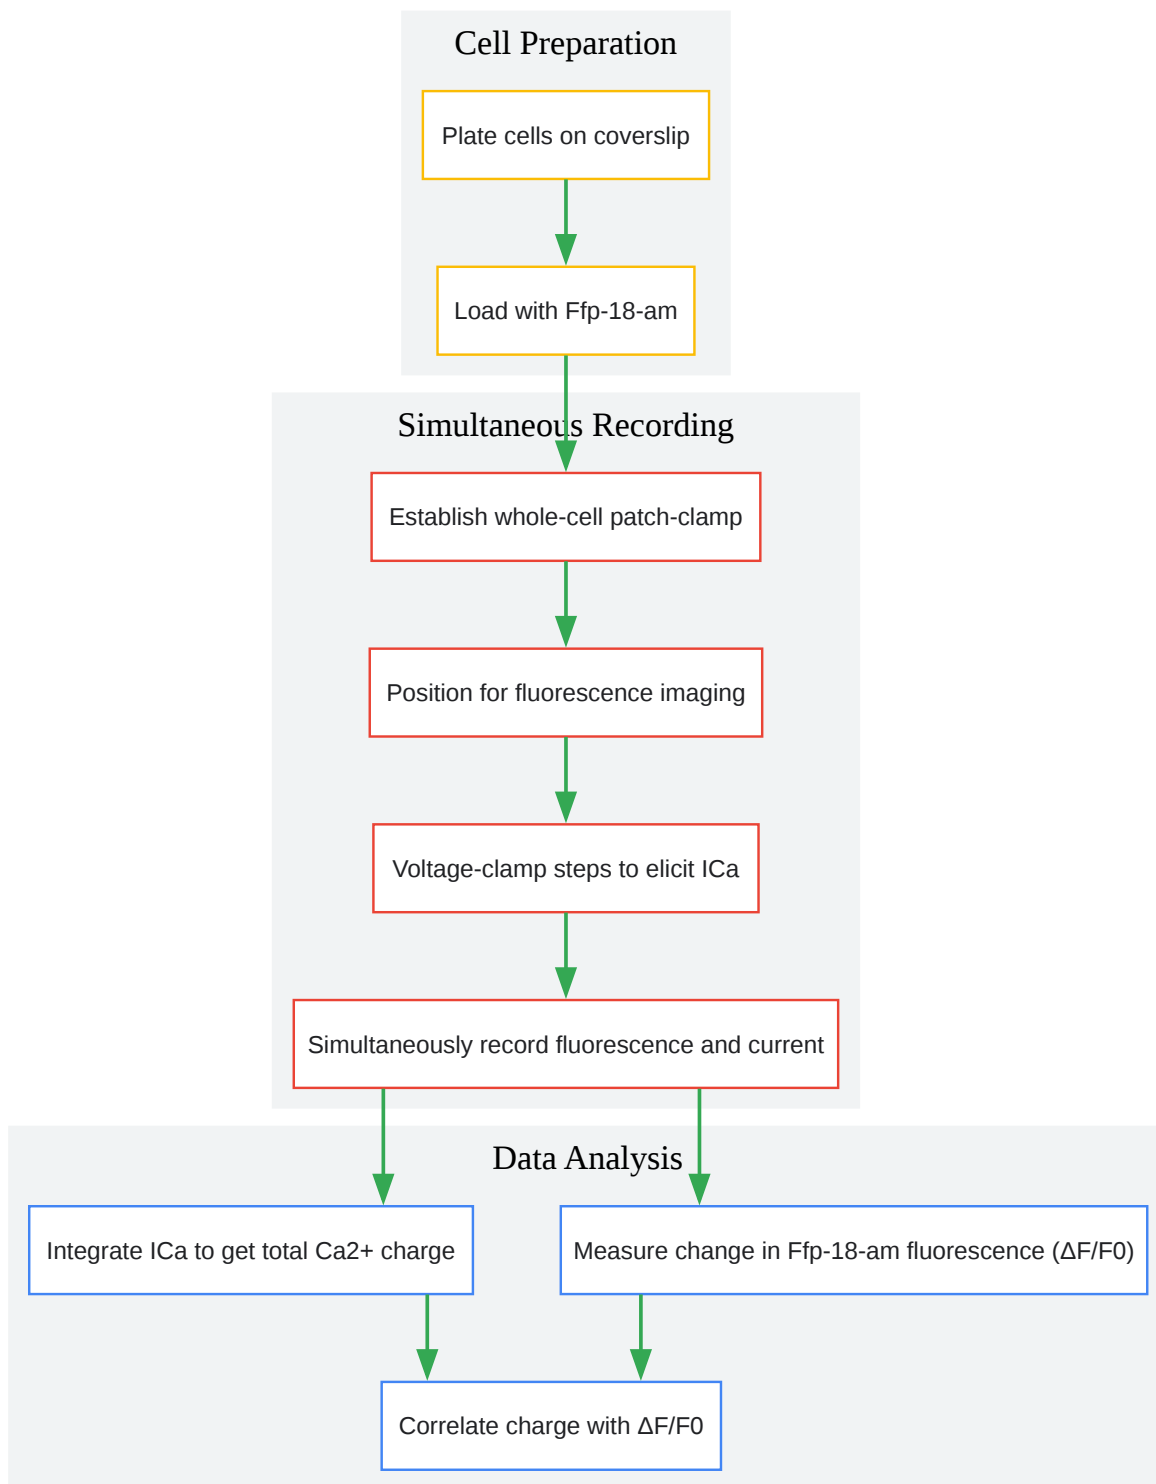 Cell Preparation
Plate cells on coverslip
Load with Ffp-18-am
Simultaneous Recording
Establish whole-cell patch-clamp
Position for fluorescence imaging
Voltage-clamp steps to elicit ICa
Simultaneously record fluorescence and current
Data Analysis
Integrate ICa to get total Ca2+ charge
Measure change in Ffp-18-am fluorescence (ΔF/F0)
Correlate charge with ΔF/F0